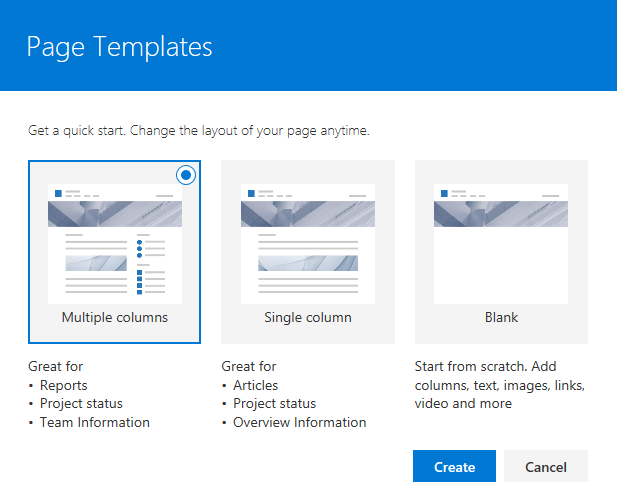 Page Templates
Get a quick start. Change the layout of your page anytime.
Multiple columns
Single column
Blank
Great for
• Reports
• Project status
• Team Information
Great for
• Articles
• Project status
• Overview Information
Start from scratch. Add
columns, text, images, links,
video and more
Create
Cancel